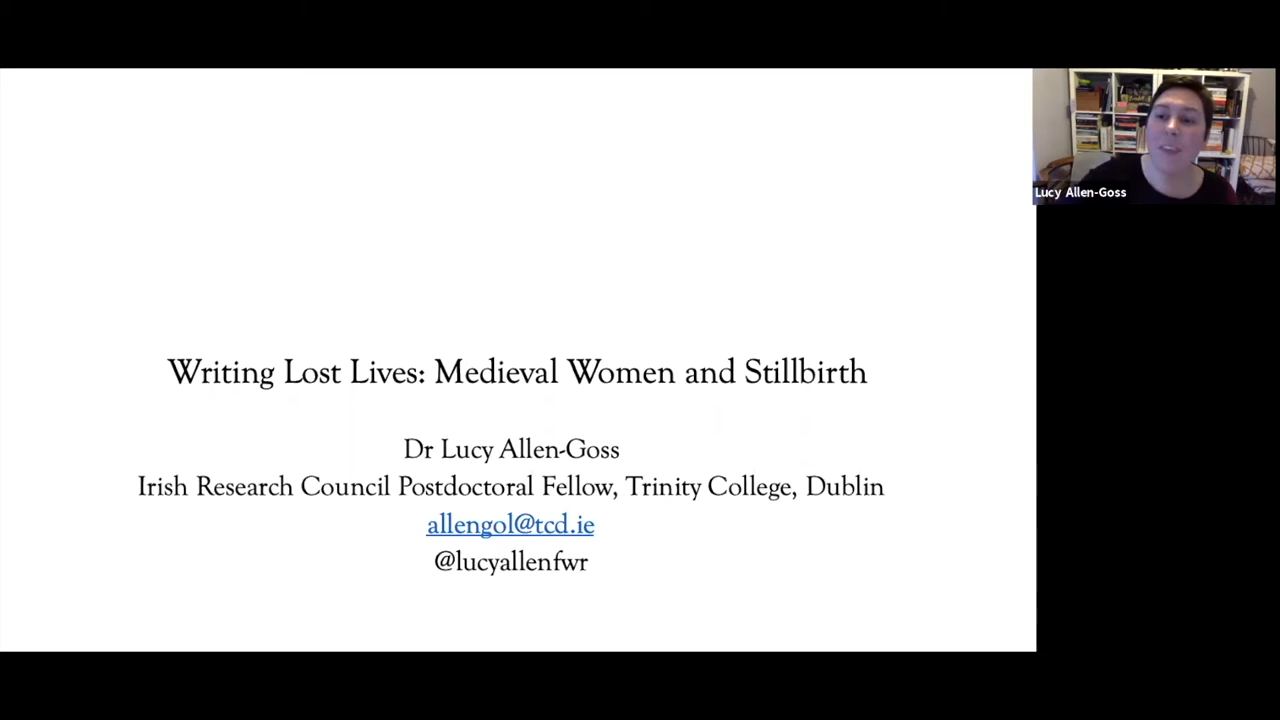 Lucy Allen-Goss
Writing Lost Lives: Medieval Women and Stillbirth
Dr Lucy Allen-Goss
Irish Research Council Postdoctoral Fellow, Trinity College, Dublin
allengol@tcd.ie
@lucyallenfwr